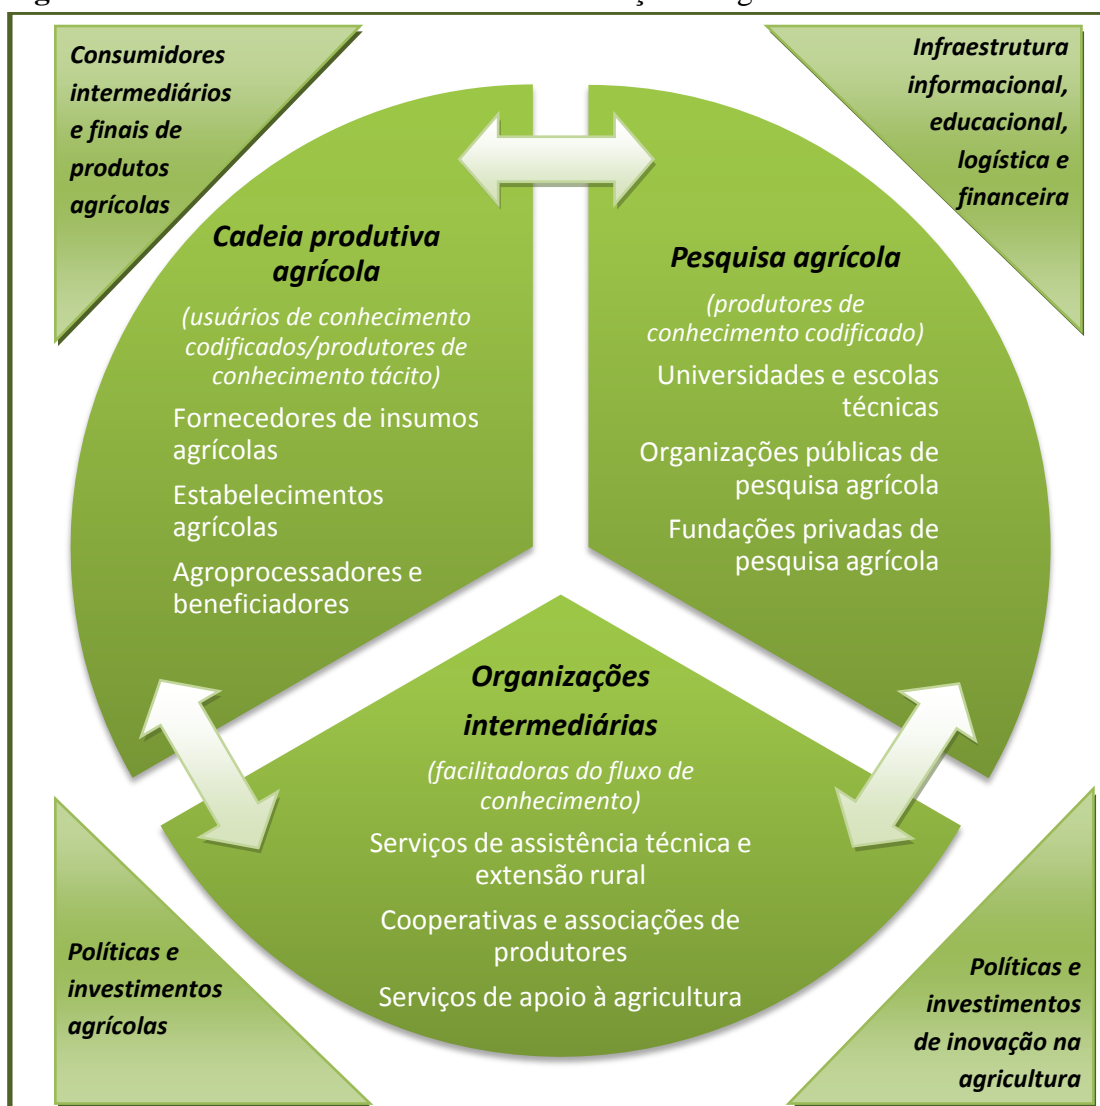 Consumidores
intermediários
e finais de
produtos
agrícolas
Infraestrutura
informacional,
educacional,
logística e
financeira
Cadeia produtiva
agrícola
(usuários de conhecimento
codificados/produtores de
conhecimento tácito)
Fornecedores de insumos
agrícolas
Estabelecimentos
agrícolas
Agroprocessadores e
beneficiadores
Pesquisa agrícola
(produtores de
conhecimento codificado)
Universidades e escolas
técnicas
Organizações públicas de
pesquisa agrícola
Fundações privadas de
pesquisa agrícola
Organizações
intermediárias
(facilitadoras do fluxo de
conhecimento)
Serviços de assistência técnica e
extensão rural
Cooperativas e associações de
produtores
Serviços de apoio à agricultura
Políticas e
investimentos
agrícolas
Políticas e
investimentos
de inovação na
agricultura